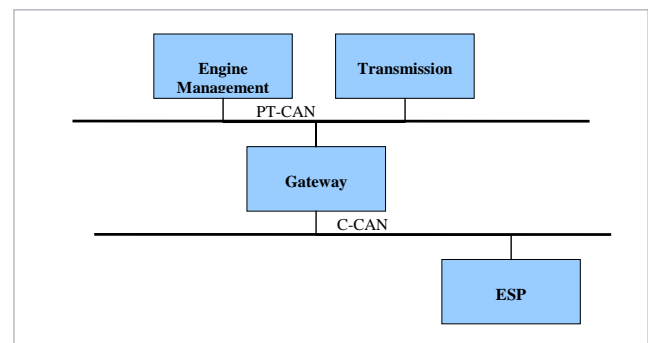 Engine
Management
Transmission
PT-CAN
Gateway
C-CAN
ESP